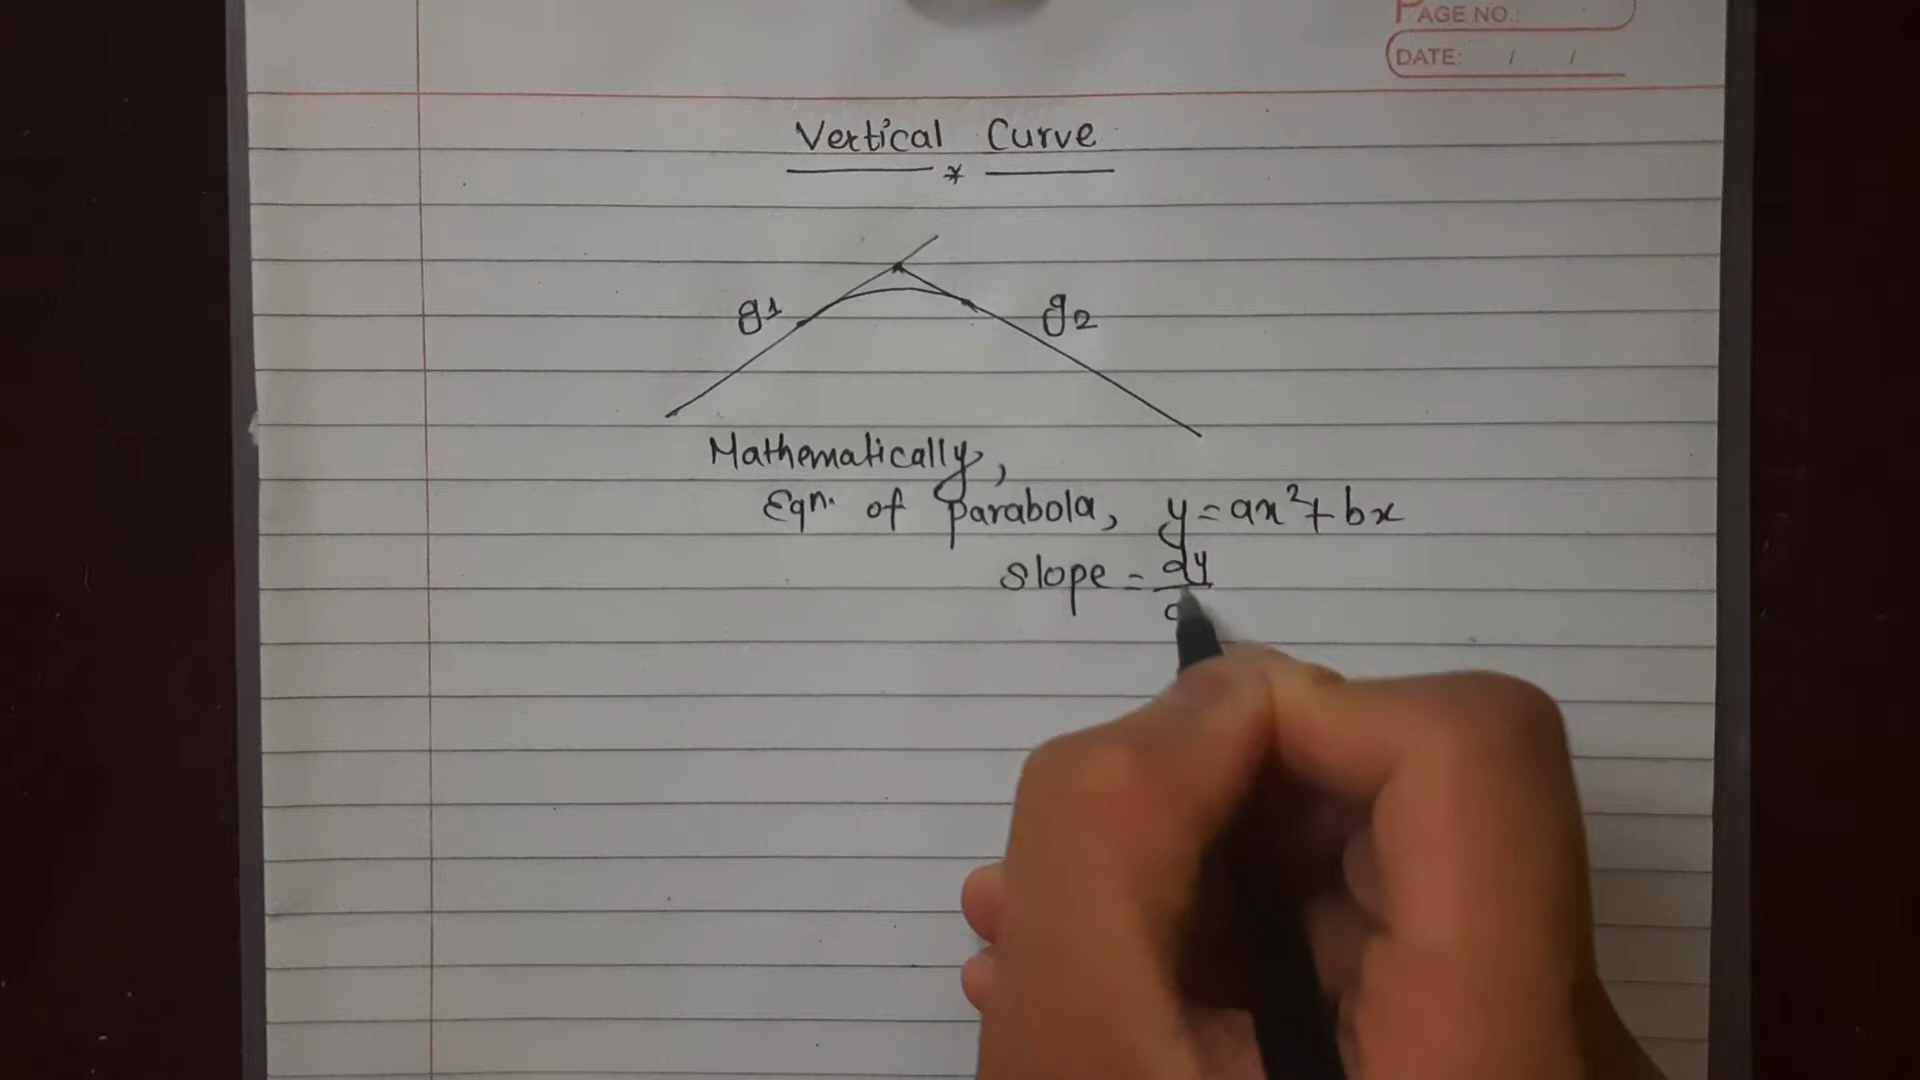 PAGE NO.:
DATE: / /
Vertical Curve
*
g1
g2
Mathematically,
Eqn. of parabola, y = ax² + bx
slope = dy
d